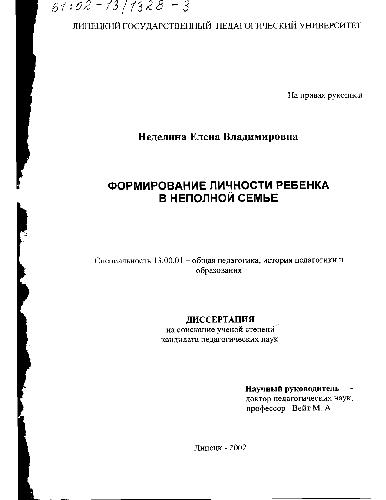 61:02-13/1328-3
ЛИПЕЦКИЙ ГОСУДАРСТВЕННЫЙ ПЕДАГОГИЧЕСКИЙ УНИВЕРСИТЕТ
На правах рукописи
Неделина Елена Владимировна
ФОРМИРОВАНИЕ ЛИЧНОСТИ РЕБЕНКА
В НЕПОЛНОЙ СЕМЬЕ
Специальность 13.00.01 – общая педагогика, история педагогики и
образования
ДИССЕРТАЦИЯ
на соискание ученой степени
кандидата педагогических наук
Научный руководитель -
доктор педагогических наук,
профессор Вейт М. А.
Липецк - 2002